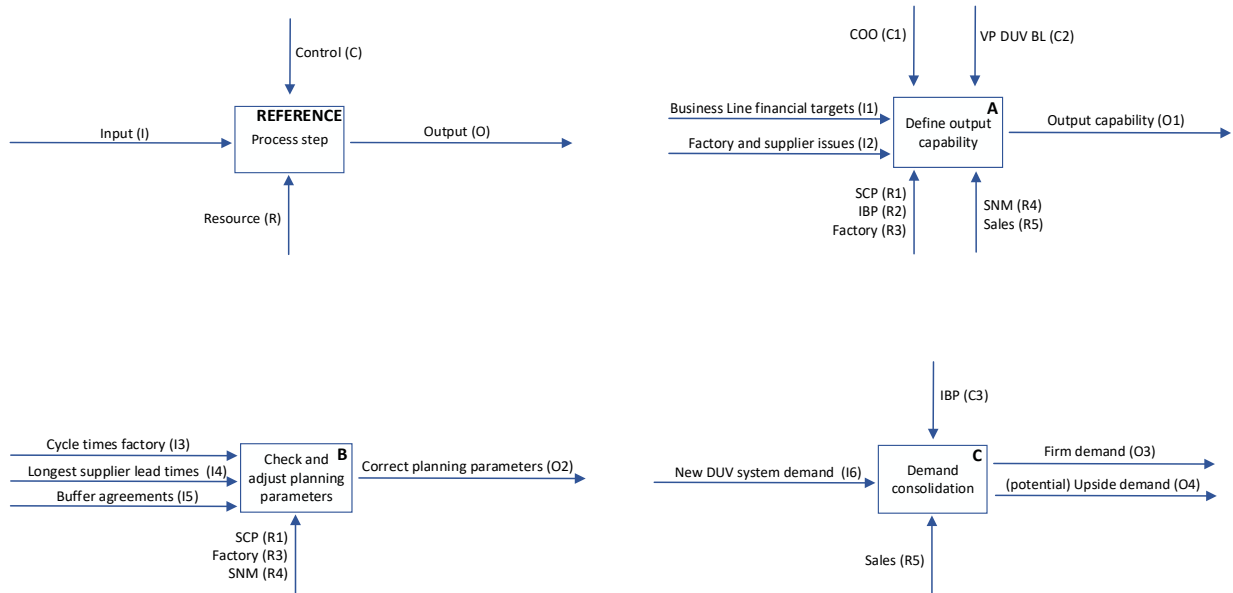 Control (C)
REFERENCE
Process step
Input (I)
Output (O)
Resource (R)
COO (C1)
VP DUV BL (C2)
A
Define output
capability
Business Line financial targets (I1)
Factory and supplier issues (I2)
Output capability (O1)
SCP (R1)
IBP (R2)
Factory (R3)
SNM (R4)
Sales (R5)
Cycle times factory (I3)
Longest supplier lead times (I4)
Buffer agreements (I5)
B
Check and
adjust planning
parameters
Correct planning parameters (O2)
SCP (R1)
Factory (R3)
SNM (R4)
IBP (C3)
New DUV system demand (I6)
C
Demand
consolidation
Firm demand (O3)
(potential) Upside demand (O4)
Sales (R5)